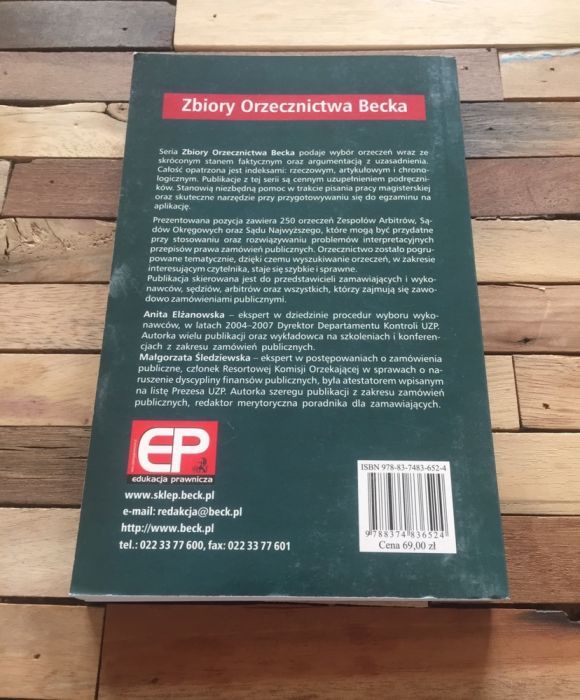 Zbiory Orzecznictwa Becka
Seria Zbiory Orzecznictwa Becka podaje wybór orzeczeń wraz ze
skróconym stanem faktycznym oraz argumentacją z uzasadnienia.
Całość opatrzona jest indeksami: rzeczowym, artykułowym i chrono-
logicznym. Publikacje z tej serii są cennym uzupełnieniem podręczni-
ków. Stanowią niezbędną pomoc w trakcie pisania pracy magisterskiej
oraz skuteczne narzędzie przy przygotowywaniu się do egzaminu na
aplikację.
Prezentowana pozycja zawiera 250 orzeczeń Zespołów Arbitrów, Są-
dów Okręgowych oraz Sądu Najwyższego, które mogą być przydatne
przy stosowaniu oraz rozwiązywaniu problemów interpretacyjnych
przepisów prawa zamówień publicznych. Orzecznictwo zostało pogru-
powane tematycznie, dzięki czemu wyszukiwanie orzeczeń, w zakresie
interesującym czytelnika, staje się szybkie i sprawne.
Publikacja skierowana jest do przedstawicieli zamawiających i wyko-
nawców, sędziów, arbitrów oraz wszystkich, którzy zajmują się zawo-
dowo zamówieniami publicznymi.
Anita Elżanowska – ekspert w dziedzinie procedur wyboru wyko-
nawców, w latach 2004–2007 Dyrektor Departamentu Kontroli UZP.
Autorka wielu publikacji oraz wykładowca na szkoleniach i konferen-
cjach z zakresu zamówień publicznych.
Małgorzata Śledziewska – ekspert w postępowaniach o zamówienia
publiczne, członek Resortowej Komisji Orzekającej w sprawach o na-
ruszenie dyscypliny finansów publicznych, była atestatorem wpisanym
na listę Prezesa UZP. Autorka szeregu publikacji z zakresu zamówień
publicznych, redaktor merytoryczna poradnika dla zamawiających.
EP
edukacja prawnicza
www.sklep.beck.pl
e-mail: redakcja@beck.pl
http://www.beck.pl
tel.: 022 33 77 600, fax: 022 33 77 601
ISBN 978-83-7483-652-4
9 788374 836524
Cena 69,00 zł